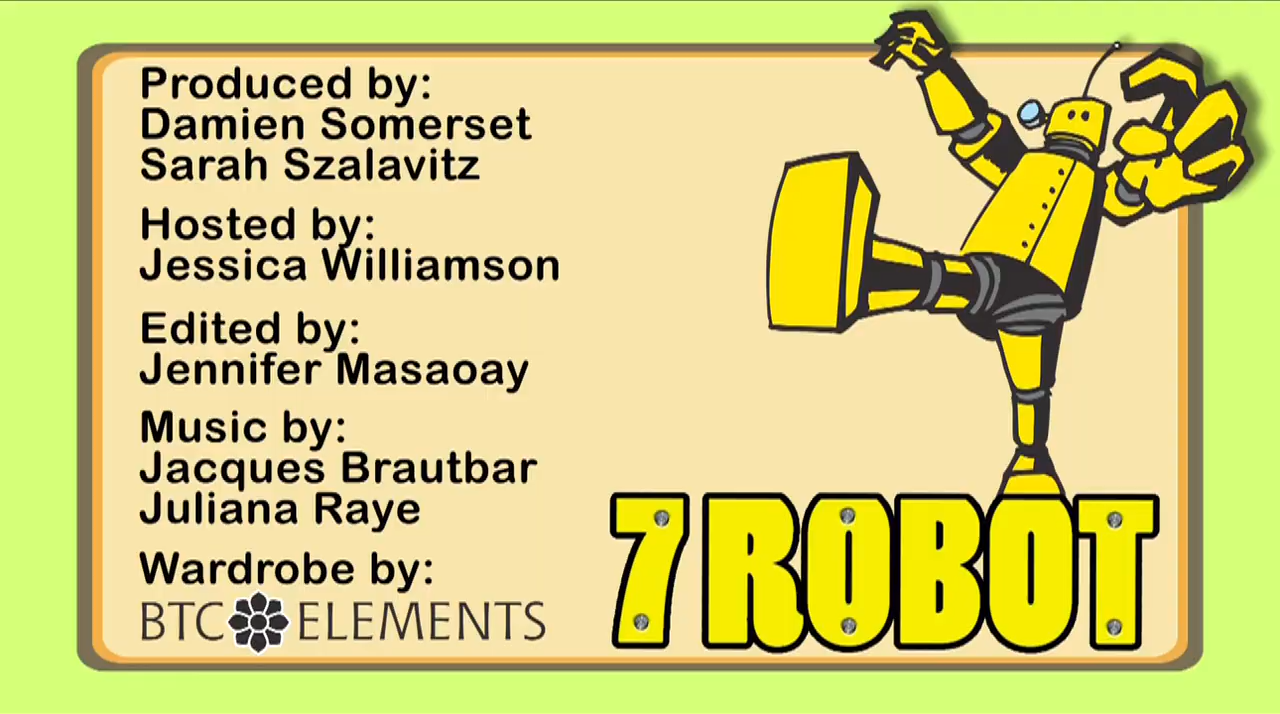 Produced by:
Damien Somerset
Sarah Szalavitz
Hosted by:
Jessica Williamson
Edited by:
Jennifer Masaoay
Music by:
Jacques Brautbar
Juliana Raye
Wardrobe by:
BTC ELEMENTS
7 ROBOT